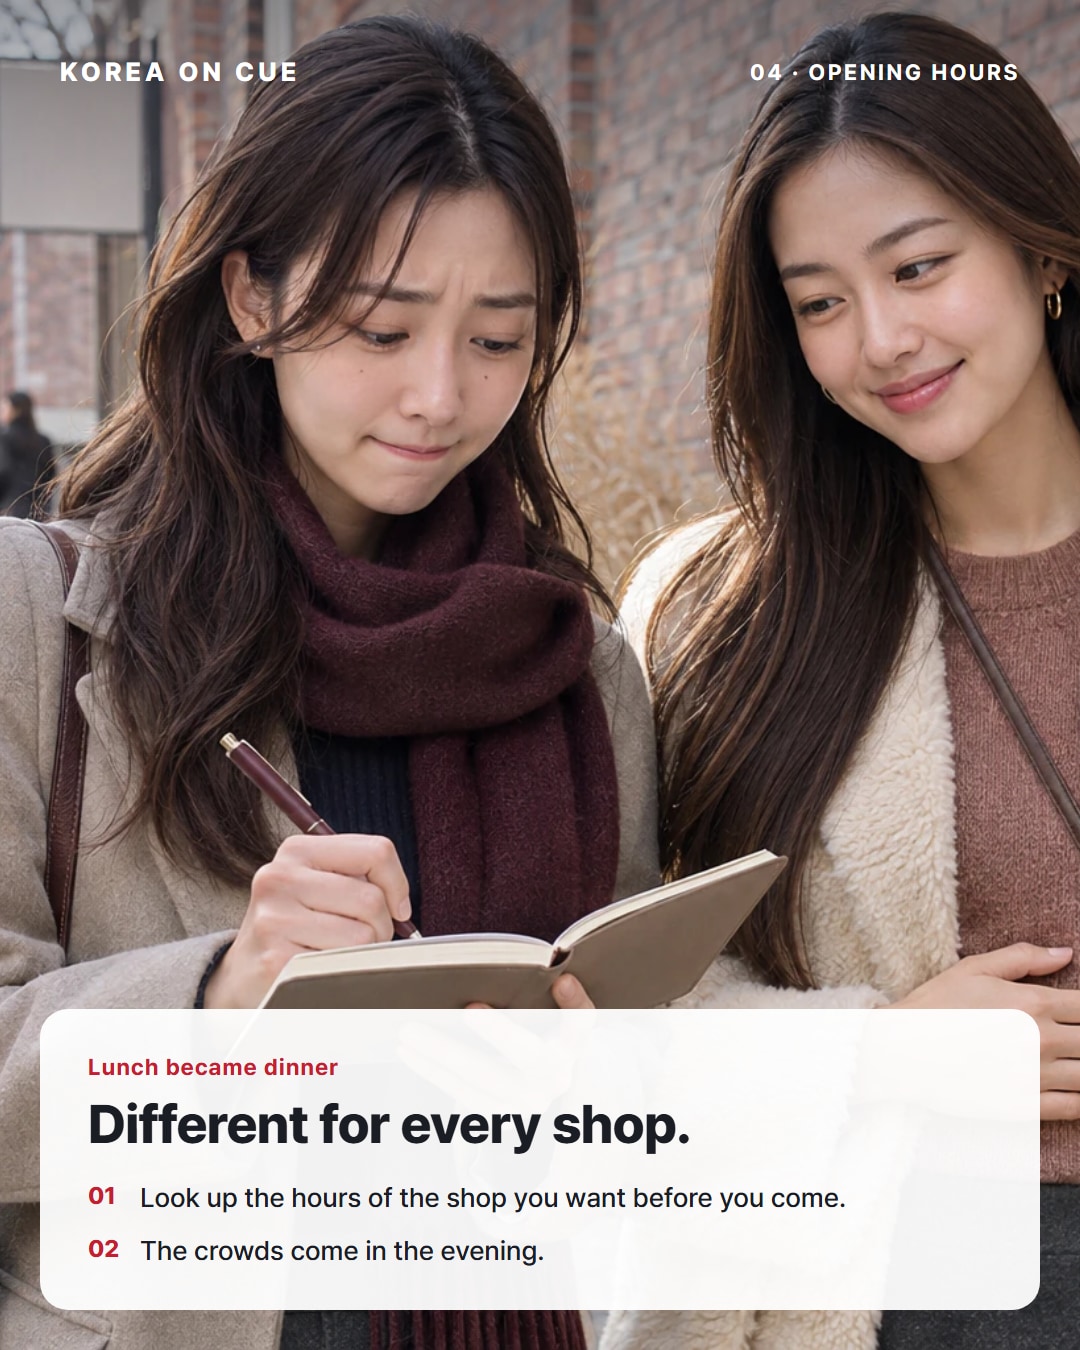 KOREA ON CUE
04 · OPENING HOURS
Lunch became dinner
Different for every shop.
01 Look up the hours of the shop you want before you come.
02 The crowds come in the evening.